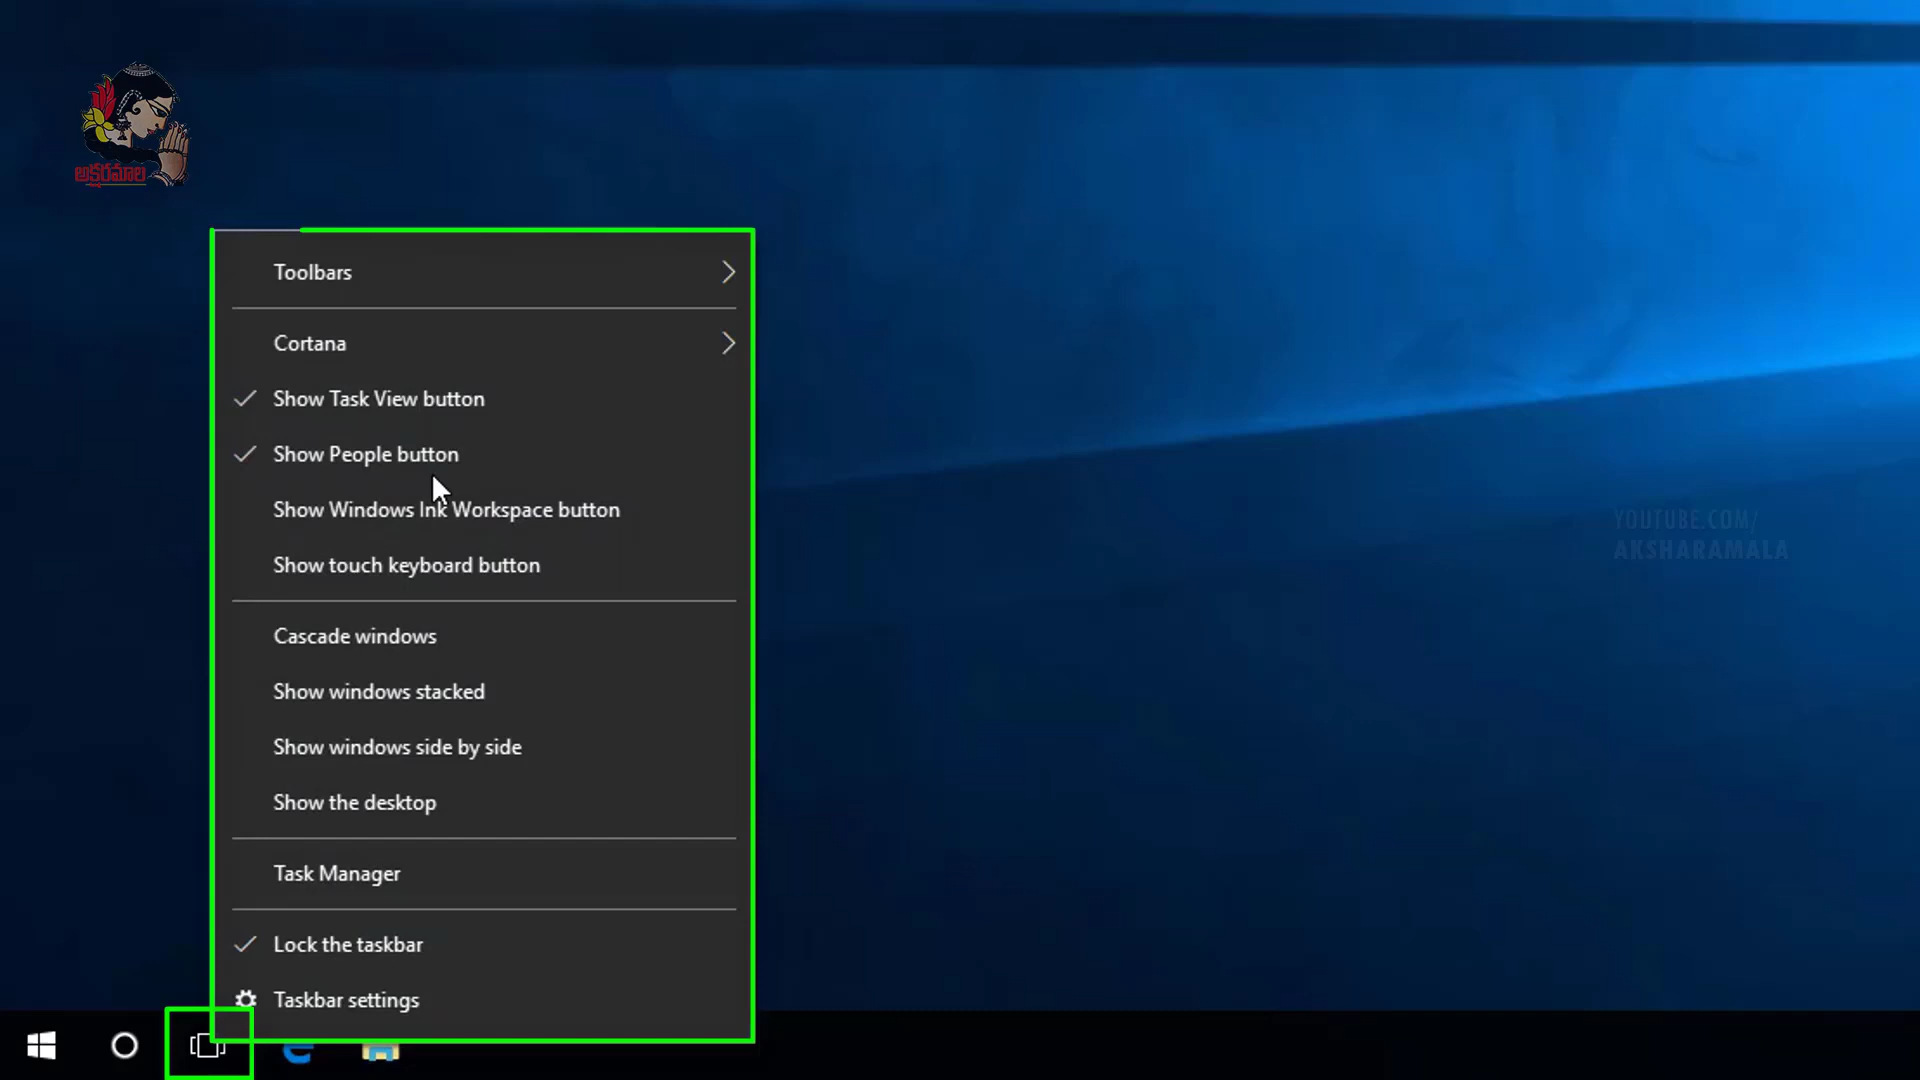 అక్షరమాల
Toolbars
Cortana
Show Task View button
Show People button
Show Windows Ink Workspace button
Show touch keyboard button
YOUTUBE.COM/
AKSHARAMALA
Cascade windows
Show windows stacked
Show windows side by side
Show the desktop
Task Manager
Lock the taskbar
Taskbar settings